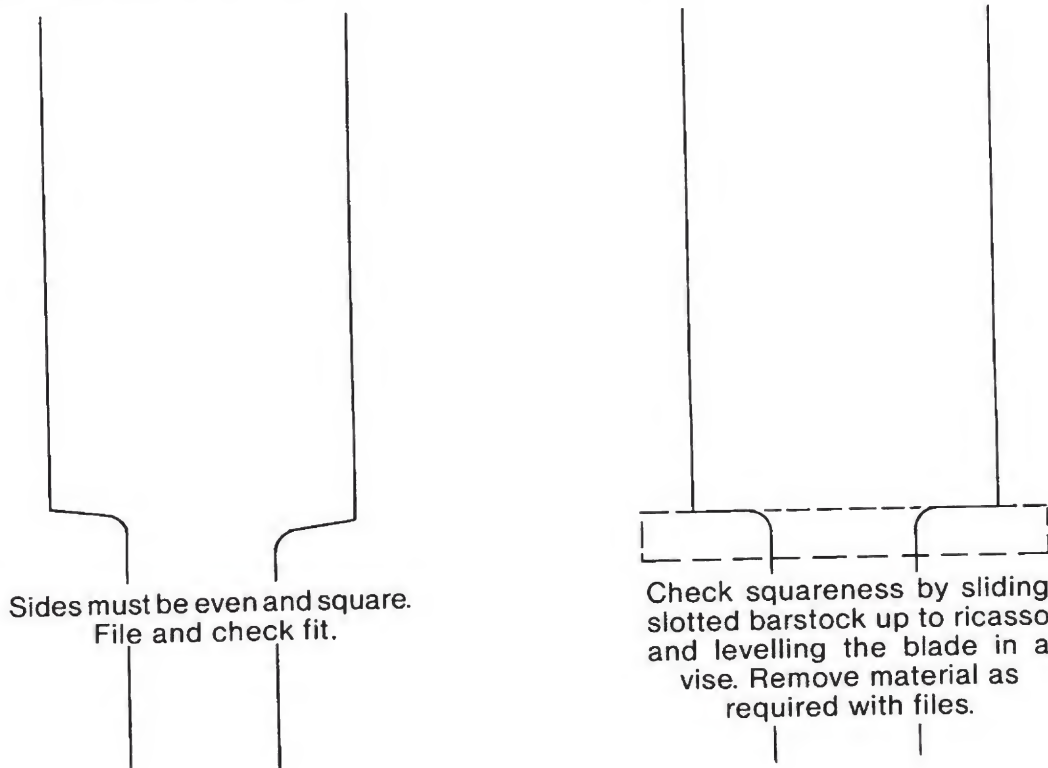 Sides must be even and square.
File and check fit.
Check squareness by sliding
slotted barstock up to ricasso
and levelling the blade in a
vise. Remove material as
required with files.